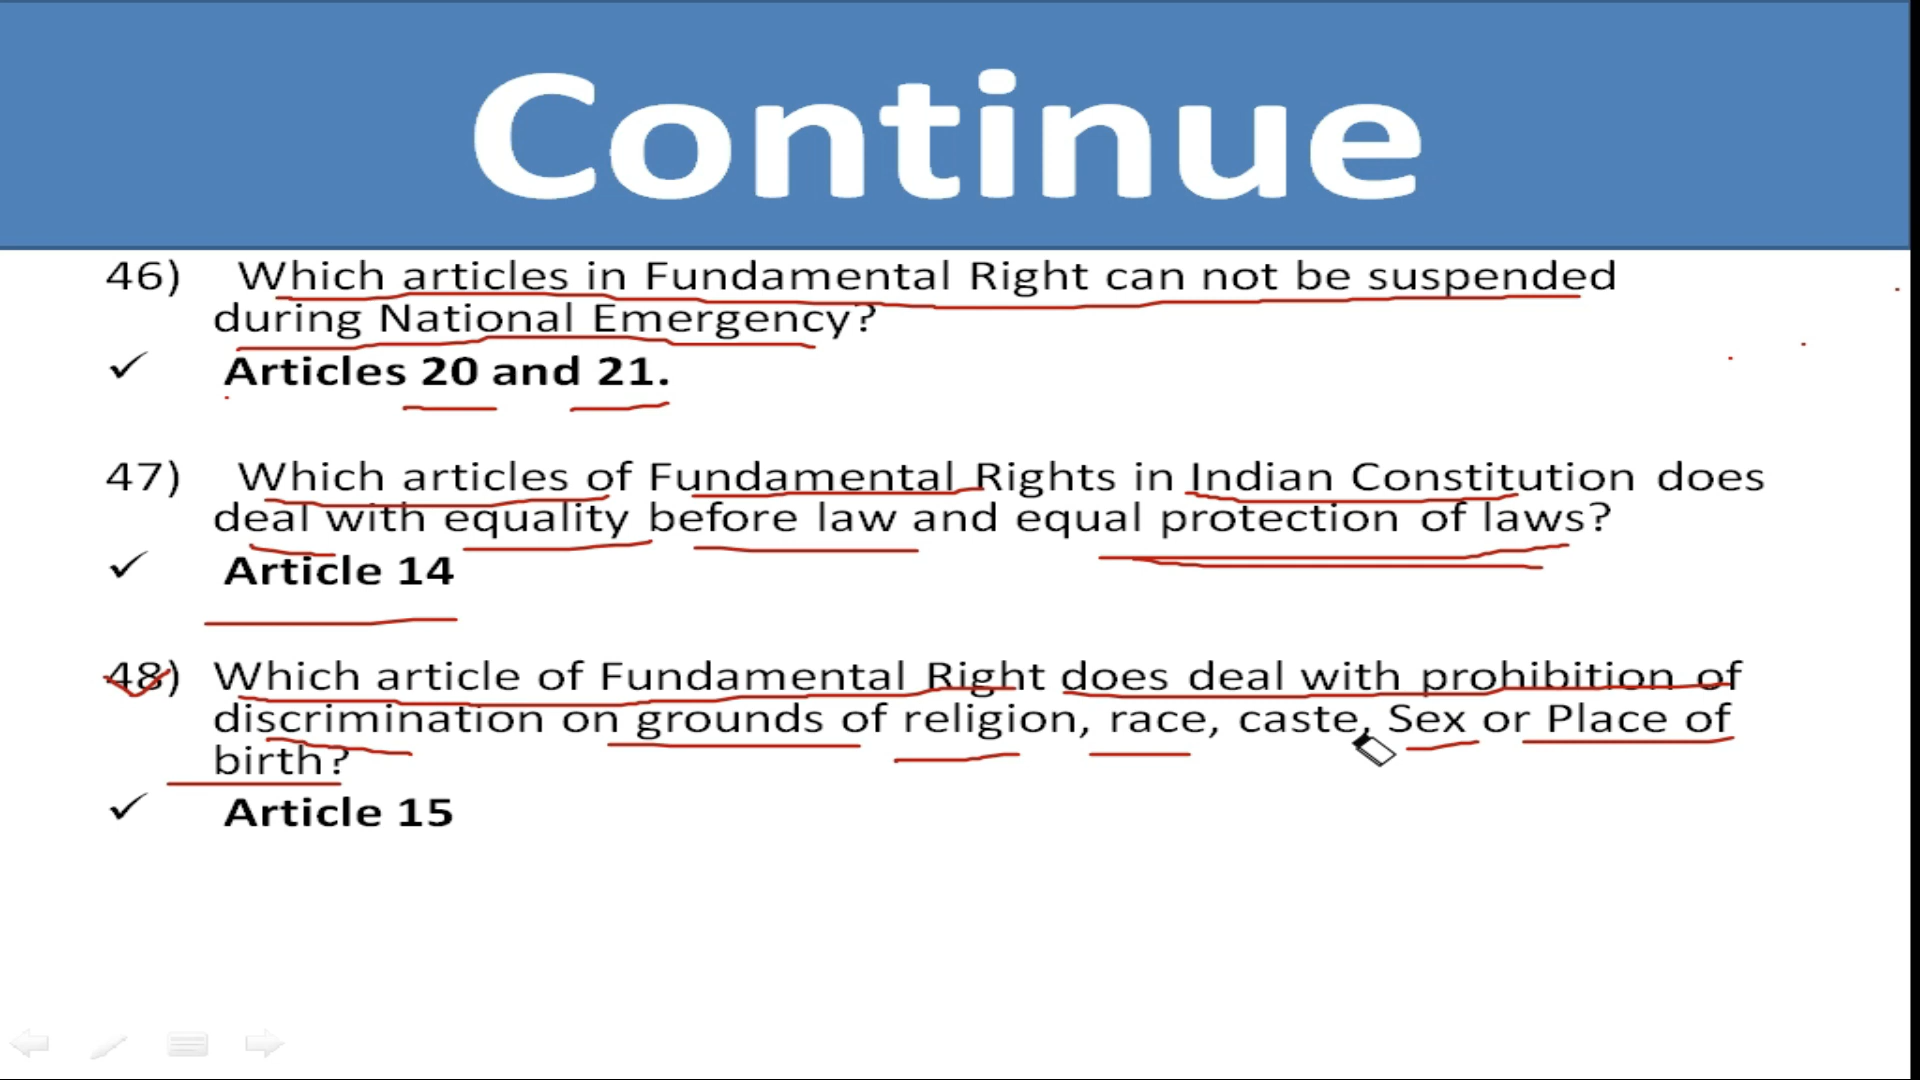 Continue
46) Which articles in Fundamental Right can not be suspended
during National Emergency?
✓ Articles 20 and 21.
47) Which articles of Fundamental Rights in Indian Constitution does
deal with equality before law and equal protection of laws?
✓ Article 14
48) Which article of Fundamental Right does deal with prohibition of
discrimination on grounds of religion, race, caste, Sex or Place of
birth?
✓ Article 15